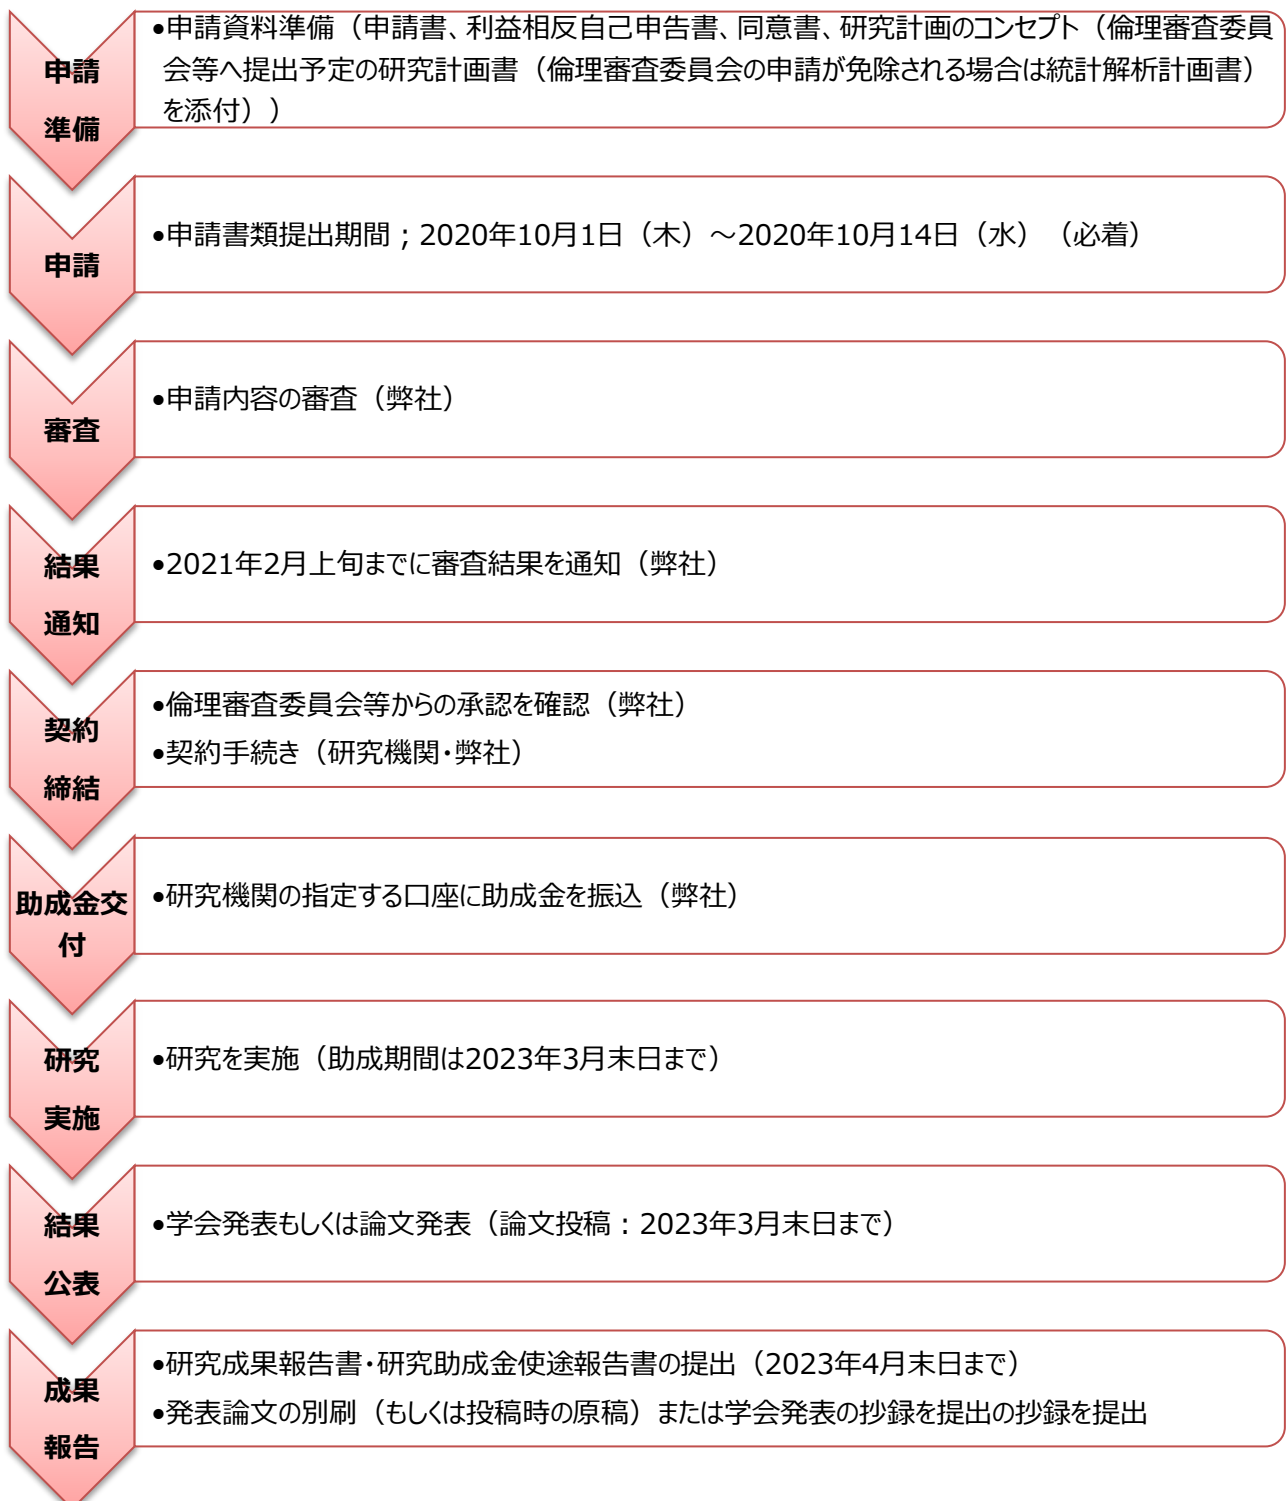 申請
準備
•申請資料準備（申請書、利益相反自己申告書、同意書、研究計画のコンセプト（倫理審査委員
会等へ提出予定の研究計画書（倫理審査委員会の申請が免除される場合は統計解析計画書）
を添付））
申請
•申請書類提出期間；2020年10月1日（木）～2020年10月14日（水）（必着）
審査
•申請内容の審査（弊社）
結果
通知
•2021年2月上旬までに審査結果を通知（弊社）
契約
締結
•倫理審査委員会等からの承認を確認（弊社）
•契約手続き（研究機関・弊社）
助成金交
付
•研究機関の指定する口座に助成金を振込（弊社）
研究
実施
•研究を実施（助成期間は2023年3月末日まで）
結果
公表
•学会発表もしくは論文発表（論文投稿：2023年3月末日まで）
成果
報告
•研究成果報告書・研究助成金使途報告書の提出（2023年4月末日まで）
•発表論文の別刷（もしくは投稿時の原稿）または学会発表の抄録を提出の抄録を提出